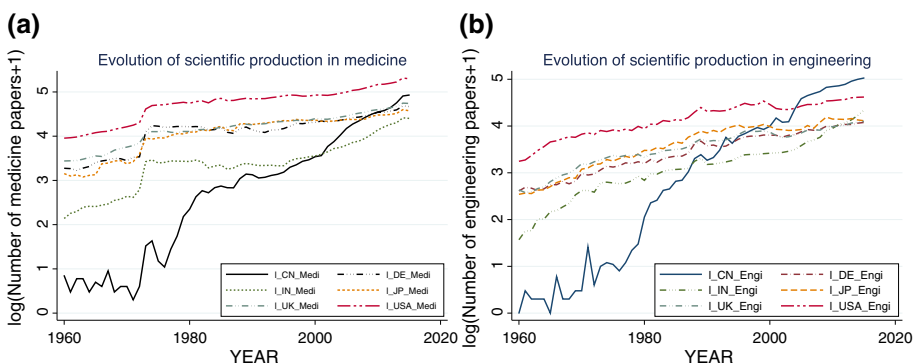 (a)
Evolution of scientific production in medicine
log(Number of medicine papers+1)
5
4
3
2
1
0
1960
1980
2000
2020
YEAR
l_CN_Medi
l_DE_Medi
l_IN_Medi
l_JP_Medi
l_UK_Medi
l_USA_Medi
(b)
Evolution of scientific production in engineering
log(Number of engineering papers+1)
5
4
3
2
1
0
1960
1980
2000
2020
YEAR
l_CN_Engi
l_DE_Engi
l_IN_Engi
l_JP_Engi
l_UK_Engi
l_USA_Engi